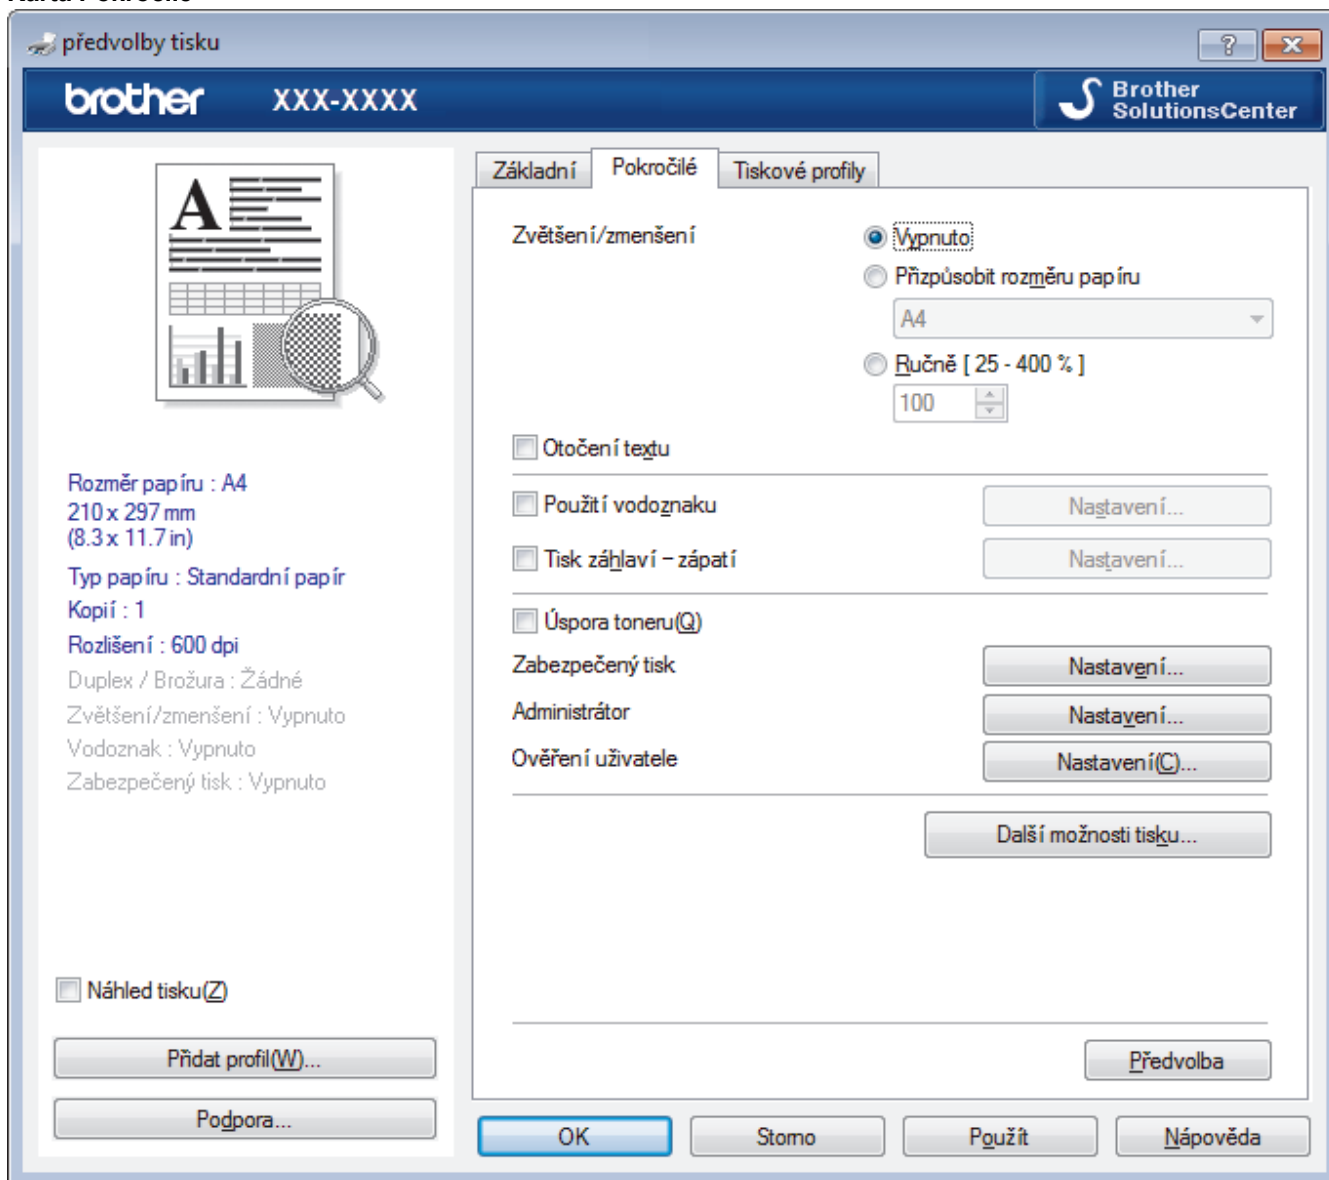 předvolby tisku
brother XXX-XXXX
Brother
SolutionsCenter
A
Rozměr papíru : A4
210 x 297 mm
(8.3 x 11.7 in)
Typ papíru : Standardní papír
Kopií : 1
Rozlišení : 600 dpi
Duplex / Brožura : Žádné
Zvětšení/zmenšení : Vypnuto
Vodoznak : Vypnuto
Zabezpečený tisk : Vypnuto
Náhled tisku(Z)
Přidat profil(W)...
Podpora...
Základní Pokročilé Tiskové profily
Zvětšení/zmenšení Vypnuto
Přizpůsobit rozměru papíru
A4
Ručně [ 25 - 400 % ]
100
Otočení textu
Použití vodoznaku Nastavení...
Tisk záhlaví – zápatí Nastavení...
Úspora toneru(Q)
Zabezpečený tisk Nastavení...
Administrátor Nastavení...
Ověření uživatele Nastavení(C)...
Další možnosti tisku...
Předvolba
OK Storno Použít Nápověda